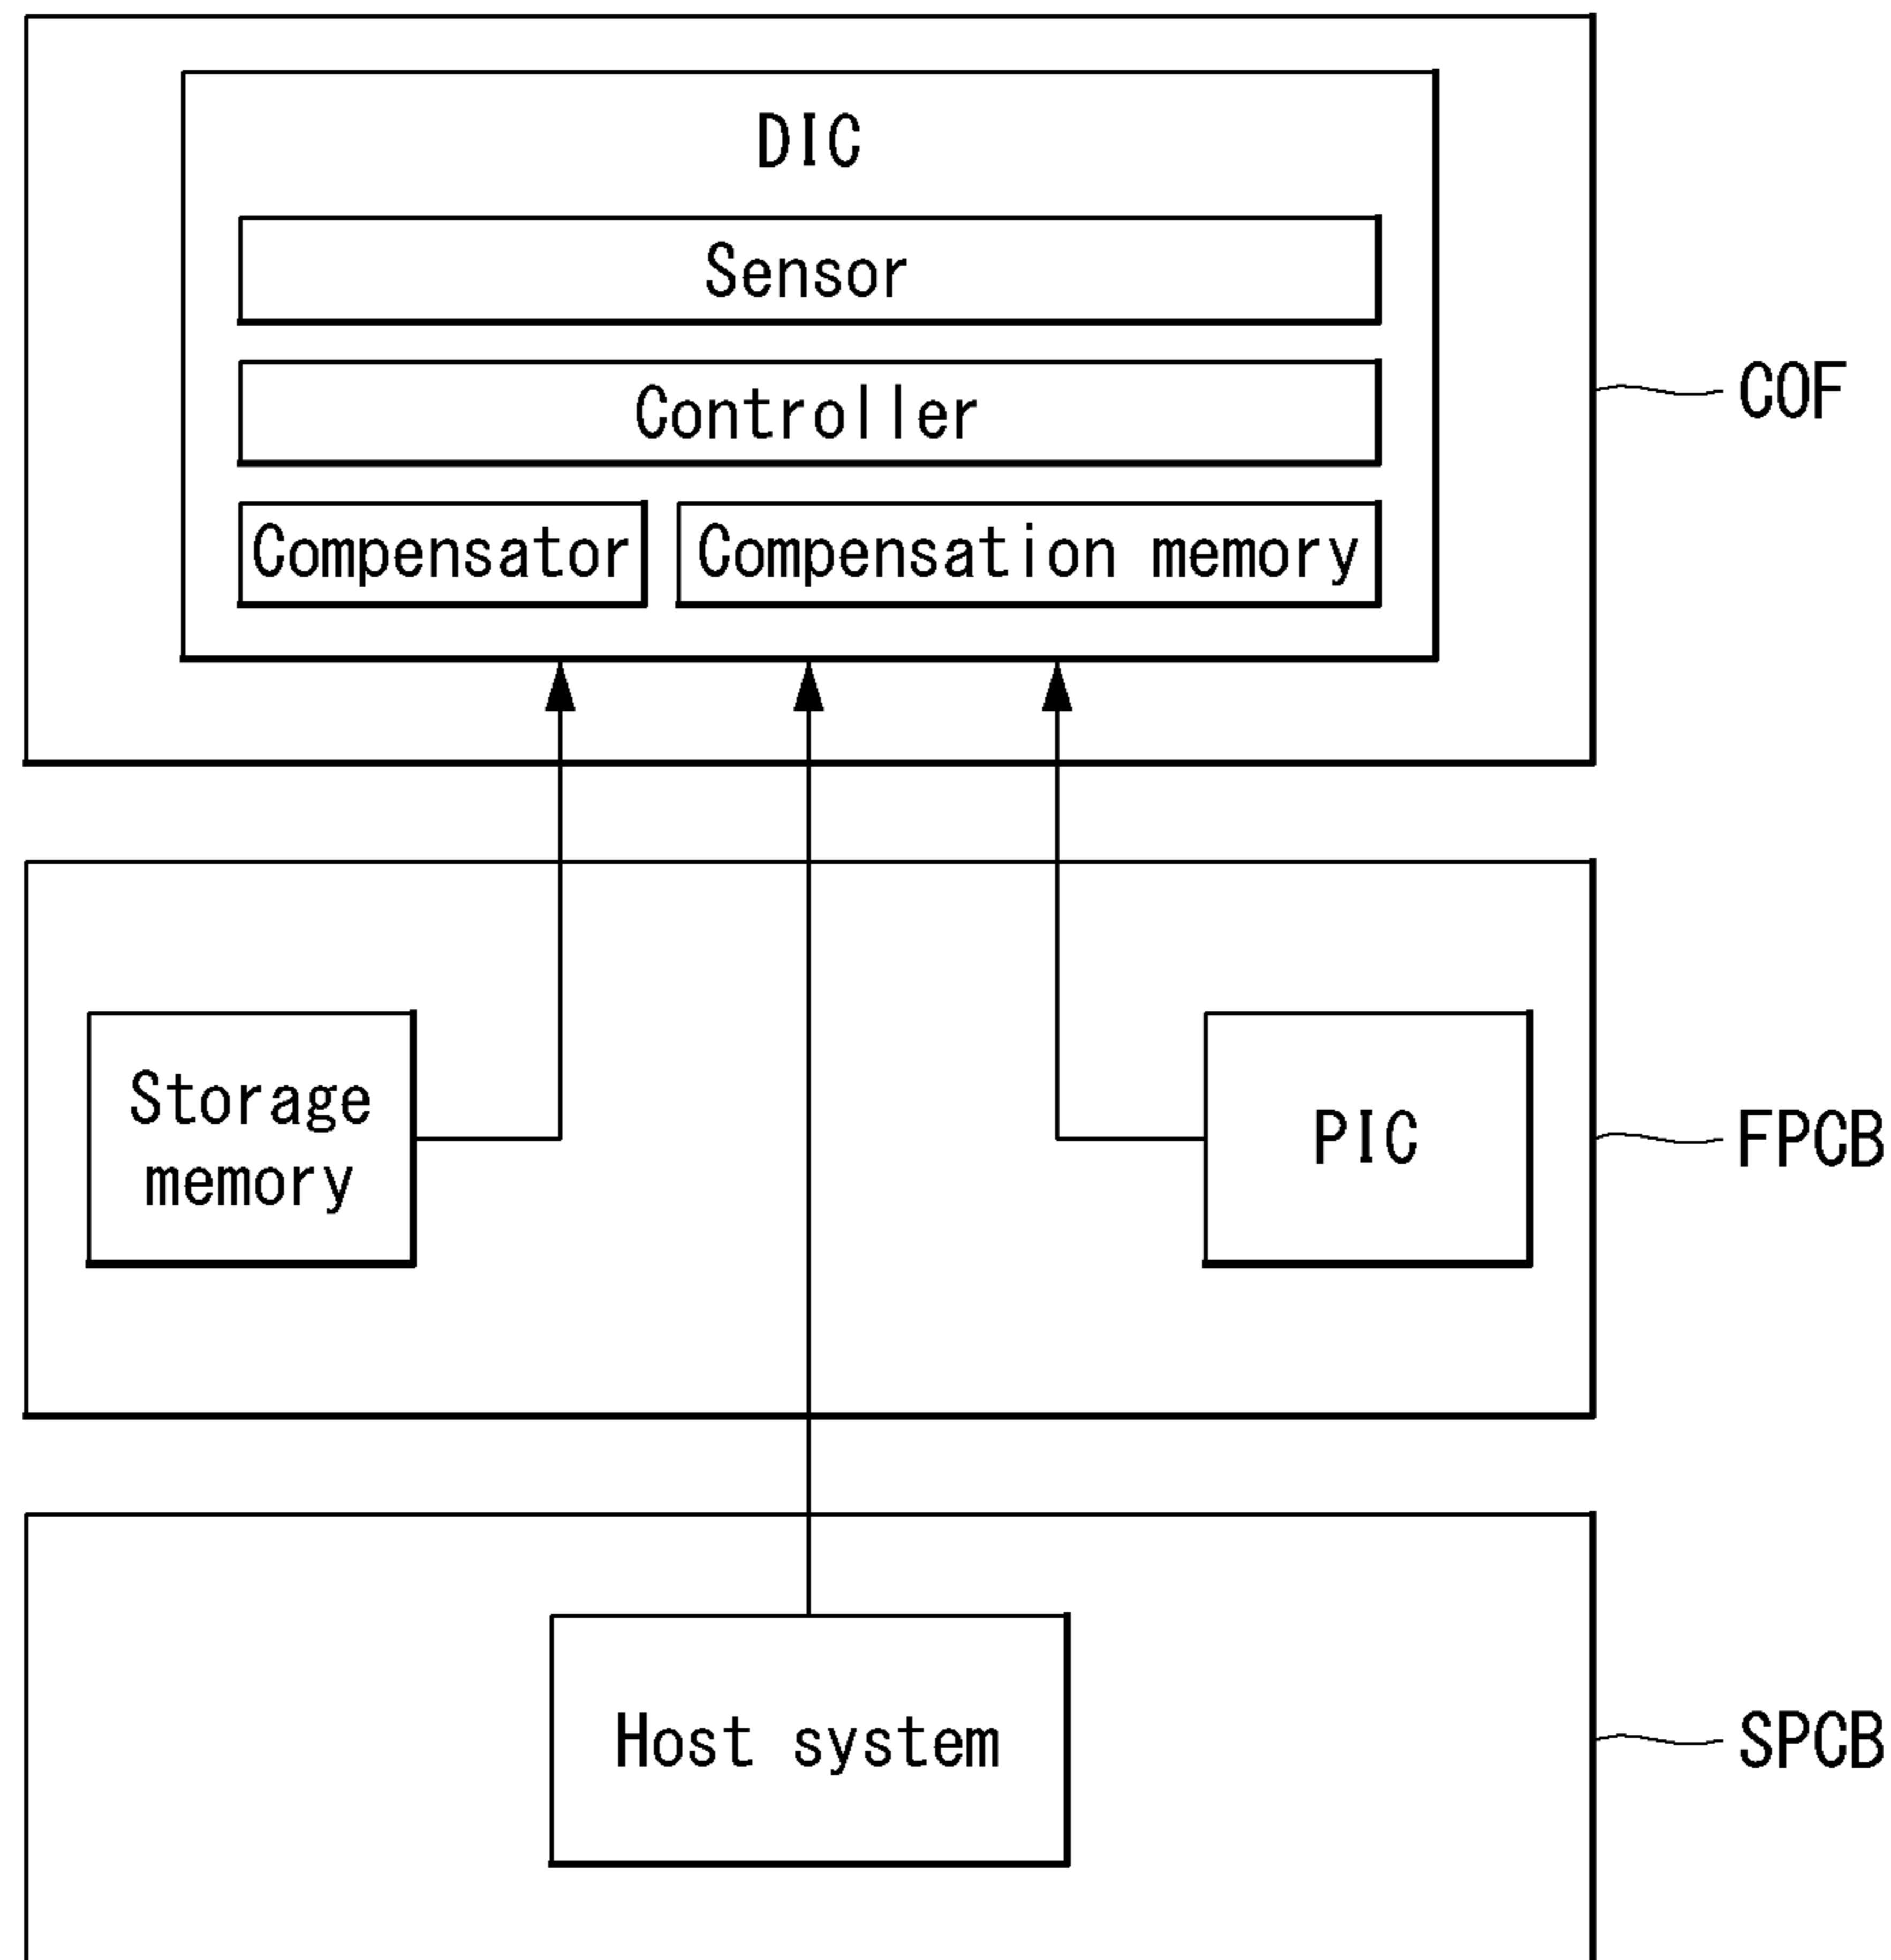 DIC
Sensor
Controller
Compensator
Compensation memory
COF
Storage
memory
PIC
FPCB
Host system
SPCB